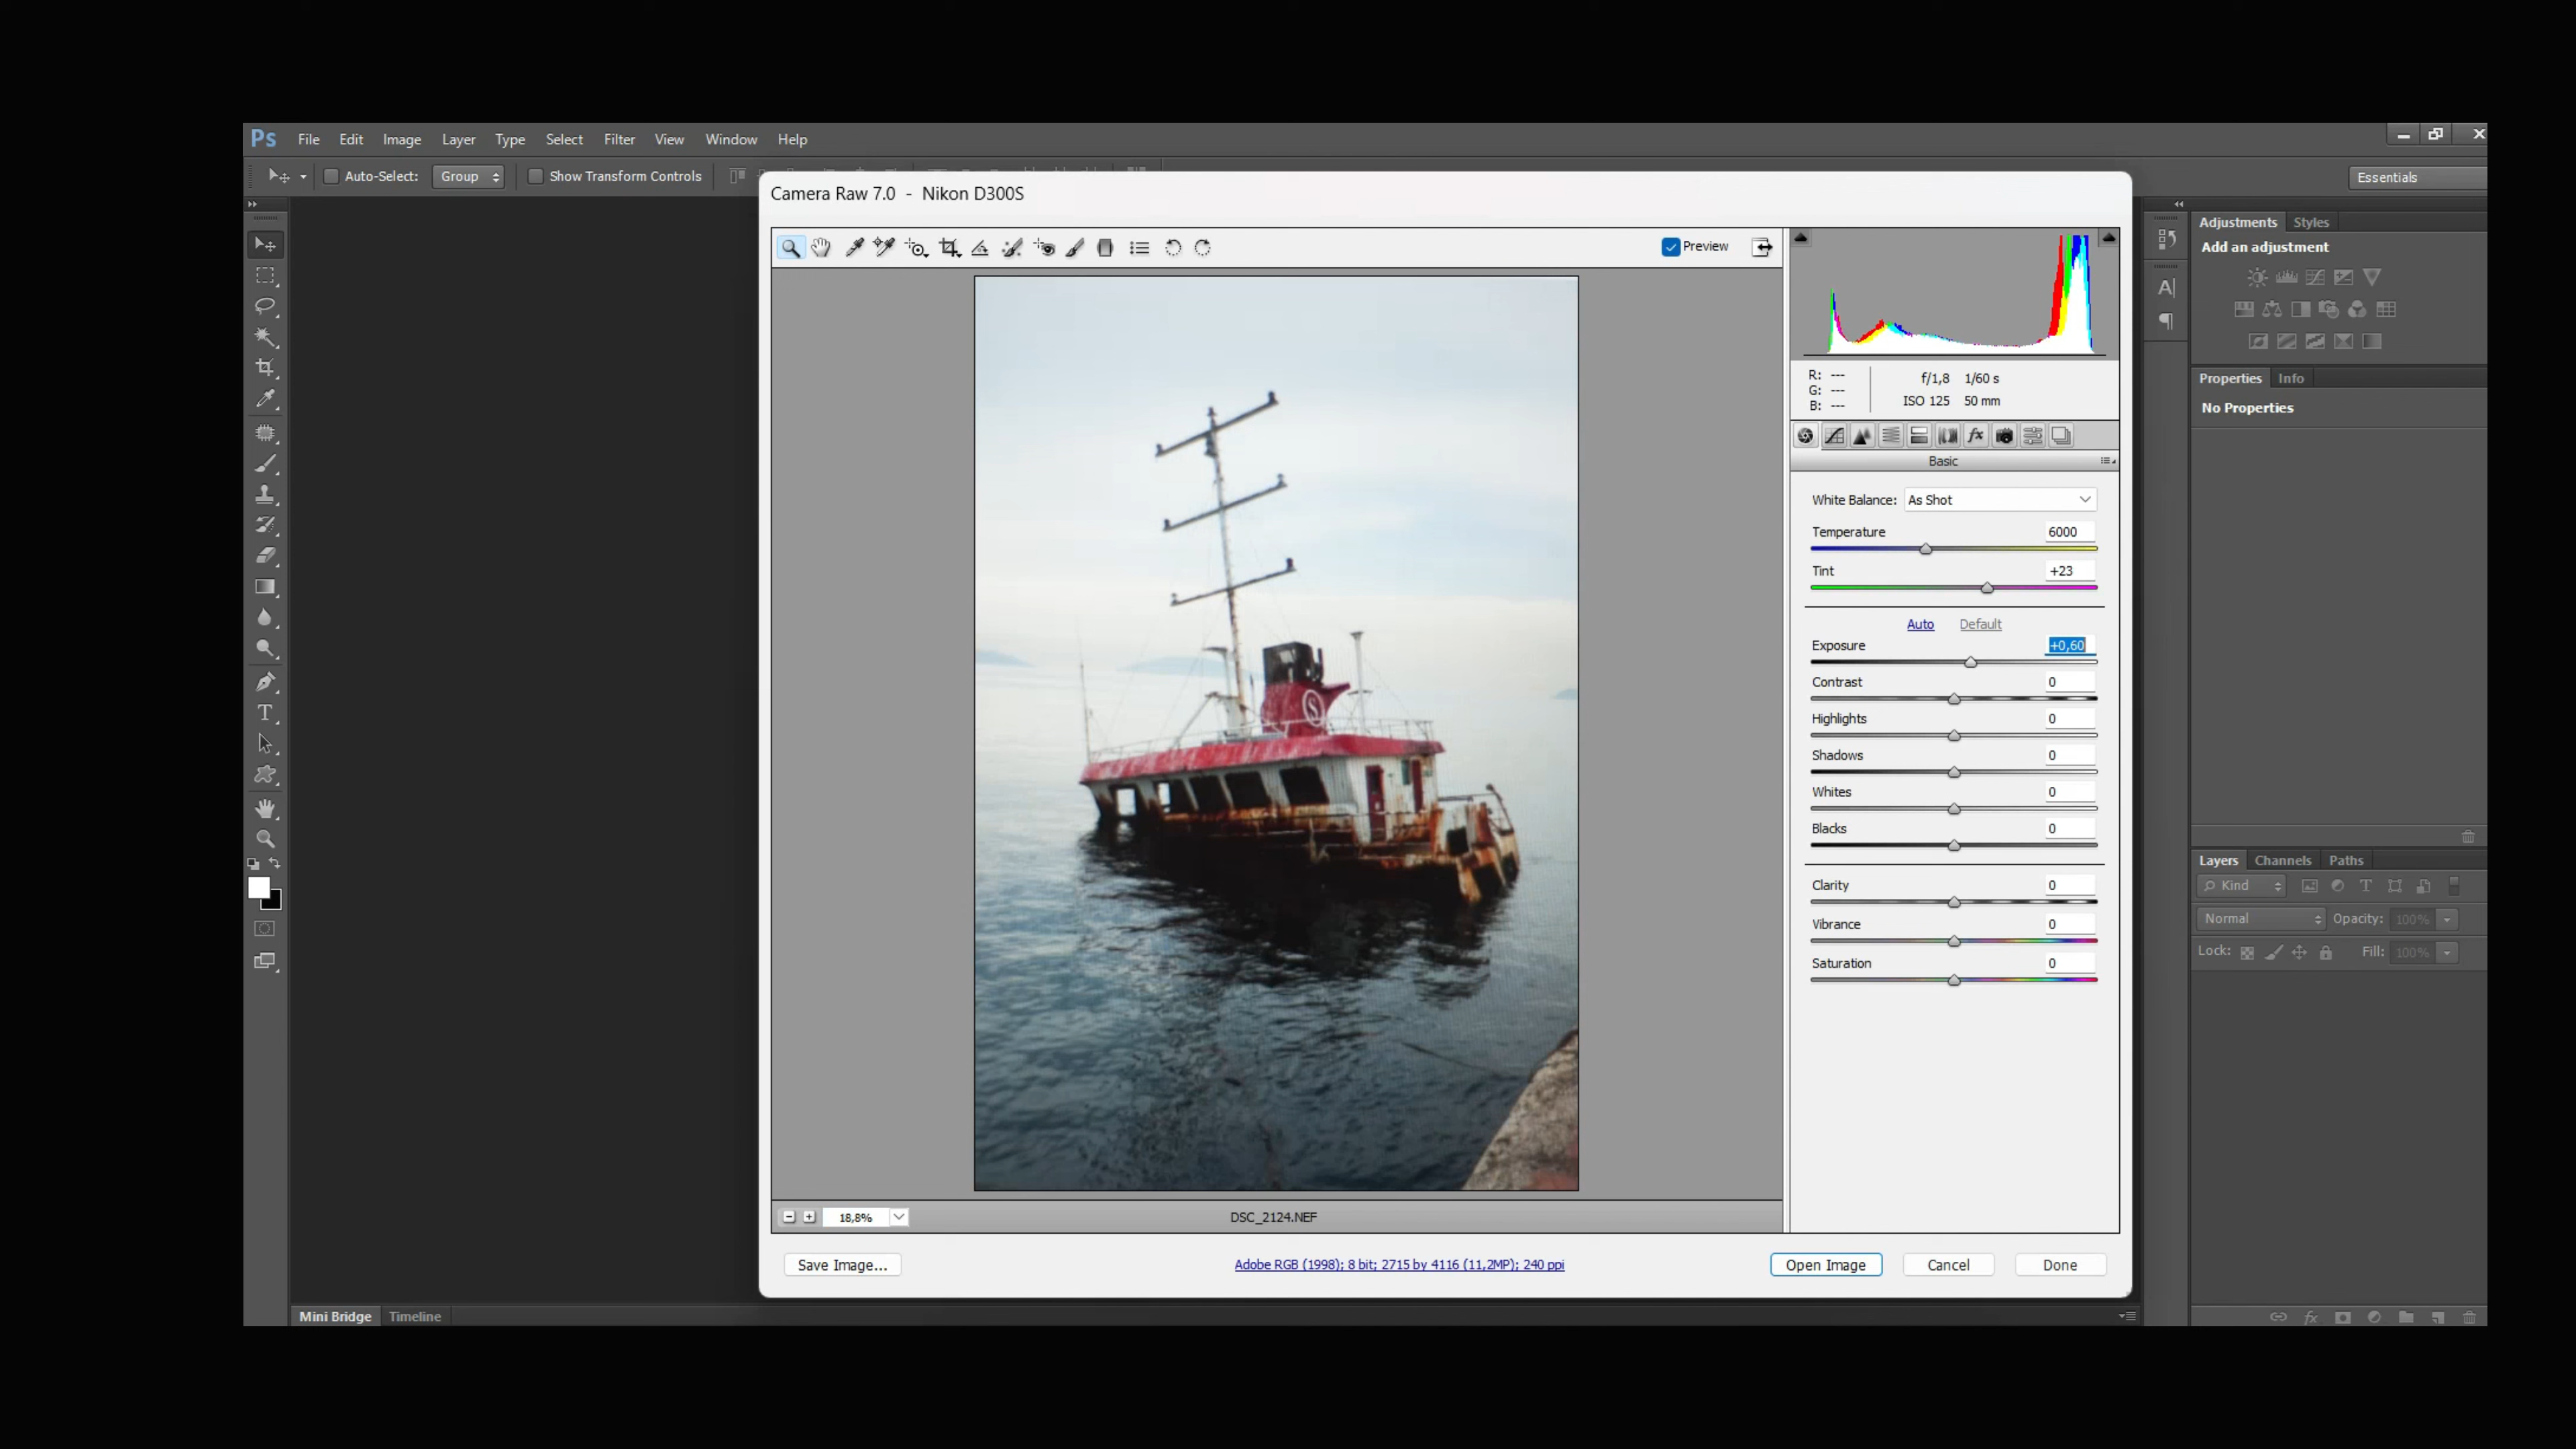 Ps File Edit Image Layer Type Select Filter View Window Help
Auto-Select: Group Show Transform Controls
Essentials
Camera Raw 7.0 - Nikon D300S
Preview
R: ---
G: ---
B: ---
f/1,8 1/60 s
ISO 125 50 mm
Basic
White Balance: As Shot
Temperature 6000
Tint +23
Auto Default
Exposure +0,60
Contrast 0
Highlights 0
Shadows 0
Whites 0
Blacks 0
Clarity 0
Vibrance 0
Saturation 0
S
18,8%
DSC_2124.NEF
Save Image...
Adobe RGB (1998); 8 bit; 2715 by 4116 (11,2MP); 240 ppi
Open Image Cancel Done
Adjustments Styles
Add an adjustment
Properties Info
No Properties
Layers Channels Paths
Kind
Normal Opacity: 100%
Lock: Fill: 100%
Mini Bridge Timeline